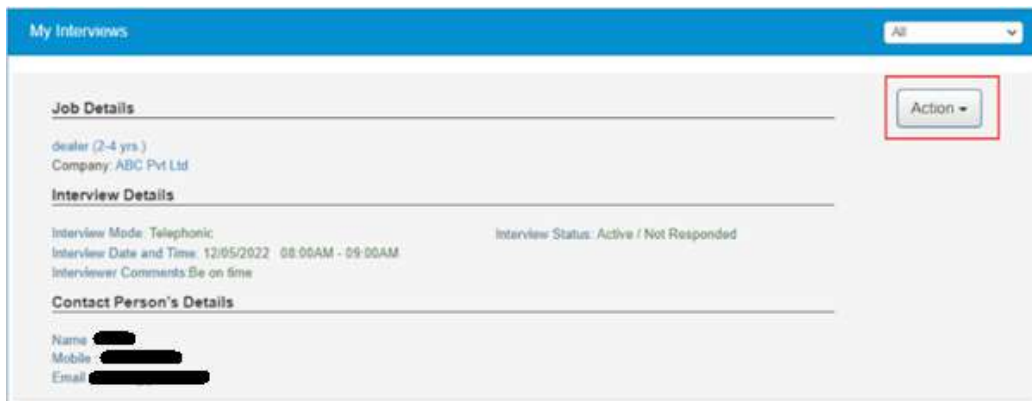 My Interviews
All
Job Details
Action
dealer (2-4 yrs.)
Company: ABC Pvt Ltd
Interview Details
Interview Mode: Telephonic
Interview Status: Active / Not Responded
Interview Date and Time: 12/05/2022 08:00AM - 09:00AM
Interviewer Comments:Be on time
Contact Person's Details
Name
Mobile :
Email